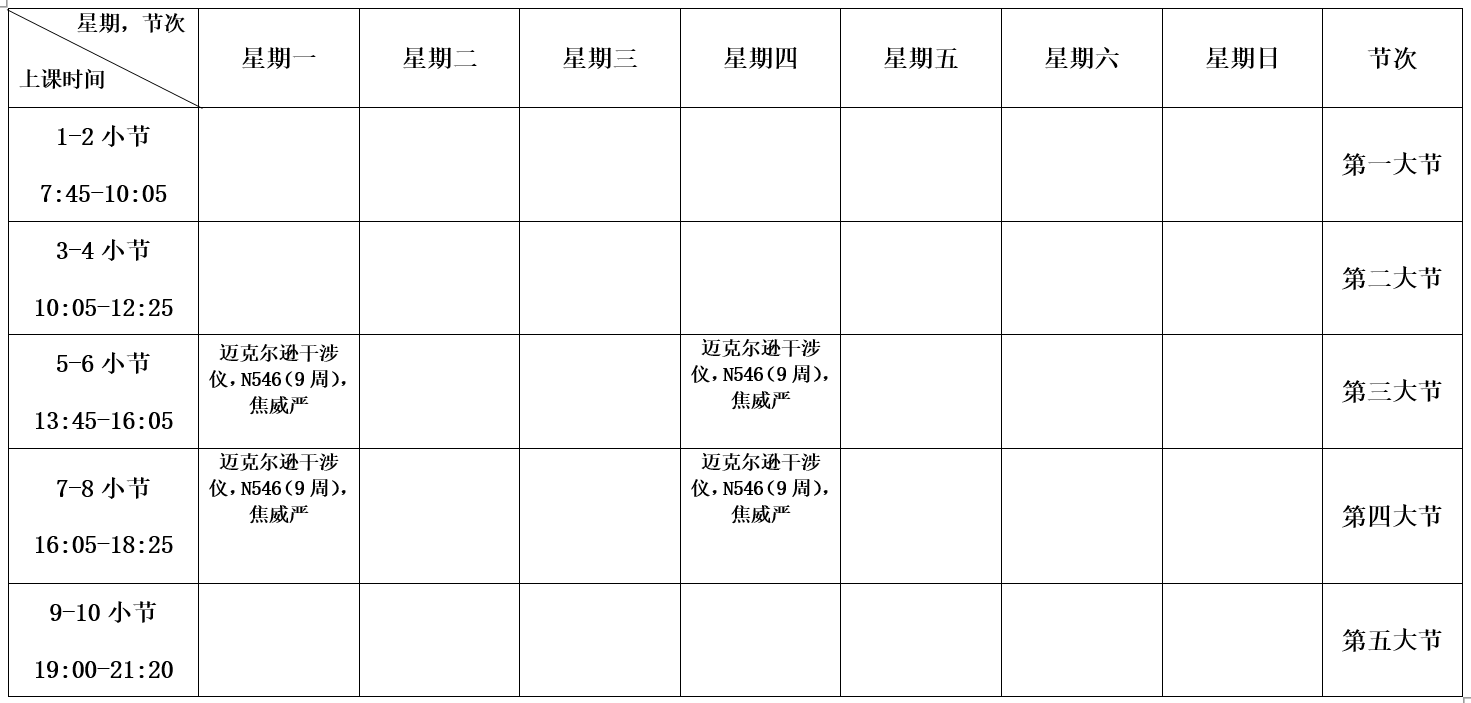 星期，节次
上课时间
星期一 星期二 星期三 星期四 星期五 星期六 星期日 节次
1-2 小节
7:45-10:05
第一大节
3-4 小节
10:05-12:25
第二大节
5-6 小节
13:45-16:05
迈克尔逊干涉
仪，N546（9 周），
焦威严
迈克尔逊干涉
仪，N546（9 周），
焦威严
第三大节
7-8 小节
16:05-18:25
迈克尔逊干涉
仪，N546（9 周），
焦威严
迈克尔逊干涉
仪，N546（9 周），
焦威严
第四大节
9-10 小节
19:00-21:20
第五大节